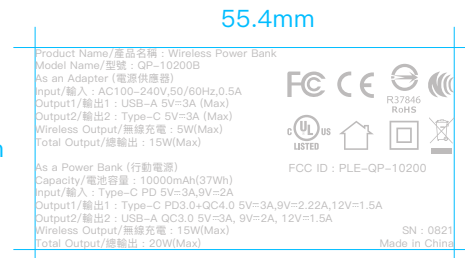 55.4mm
Product Name/產品名稱：Wireless Power Bank
Model Name/型號：QP-10200B
As an Adapter (電源供應器)
Input/輸入：AC100-240V,50/60Hz,0.5A
Output1/輸出1：USB-A 5V=3A (Max)
Output2/輸出2：Type-C 5V=3A (Max)
Wireless Output/無線充電：5W(Max)
Total Output/總輸出：15W(Max)
FC CE
R37846
RoHS
c UL US
LISTED
As a Power Bank (行動電源)
Capacity/電池容量：10000mAh(37Wh)
Input/輸入：Type-C PD 5V=3A,9V=2A
Output1/輸出1：Type-C PD3.0+QC4.0 5V=3A,9V=2.22A,12V=1.5A
Output2/輸出2：USB-A QC3.0 5V=3A, 9V=2A, 12V=1.5A
Wireless Output/無線充電：15W(Max)
Total Output/總輸出：20W(Max)
FCC ID：PLE-QP-10200
SN：0821
Made in China